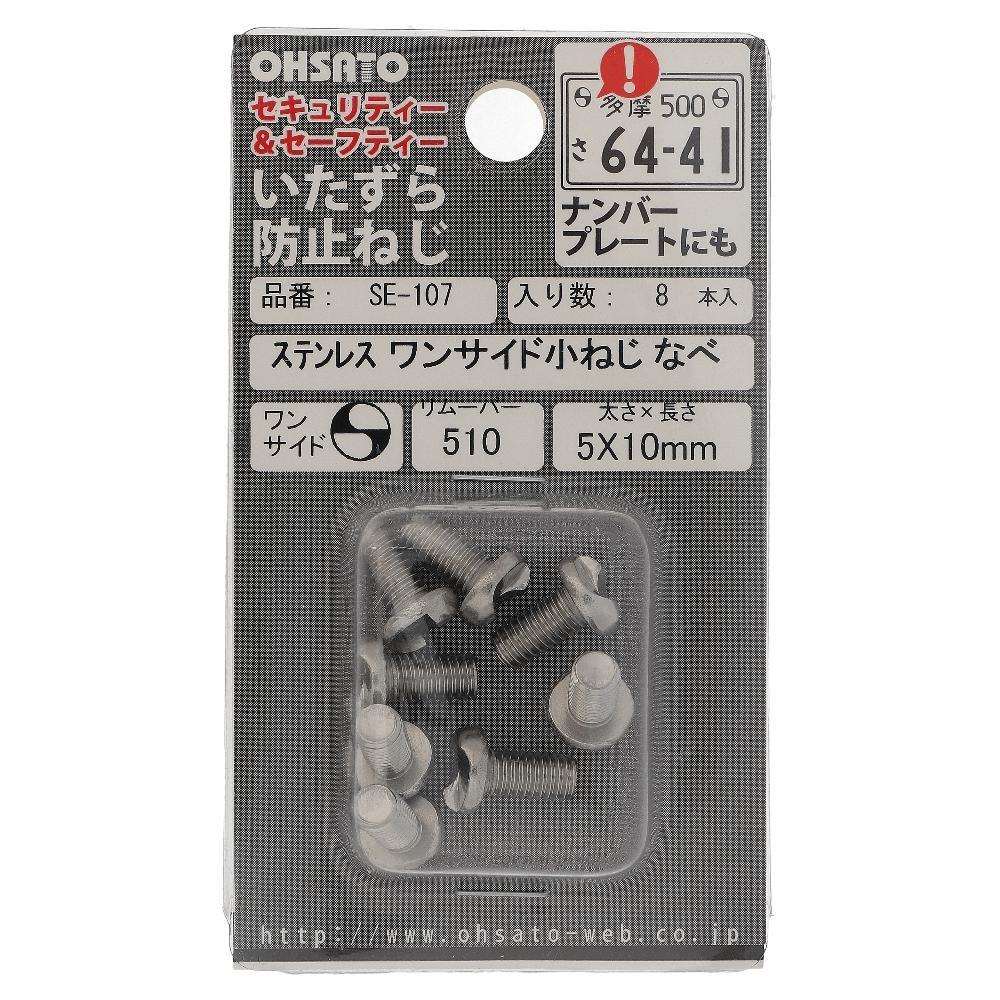 OHSATO
セキュリティー
&セーフティー
いたずら
防止ねじ
!
多摩 500
さ 64-41
ナンバー
プレートにも
品番: SE-107
入り数: 8 本入
ステンレス ワンサイド小ねじ なべ
ワン
サイド
リムーバー
510
太さ×長さ
5X10mm
http://www.ohsato-web.co.jp